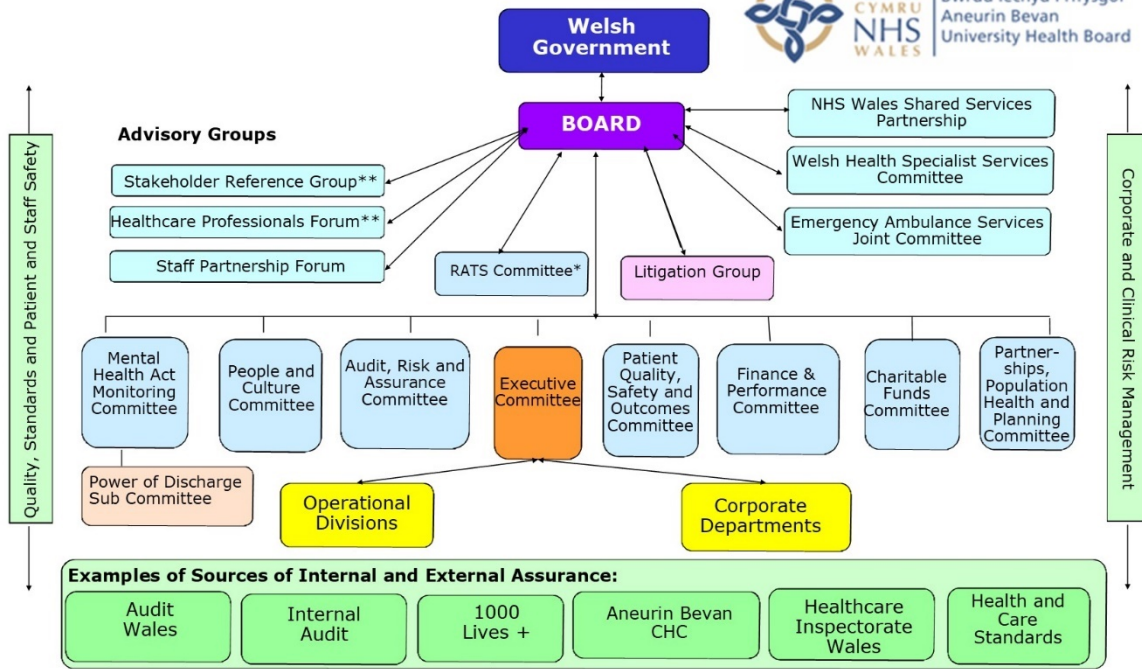 Welsh
Government
CYMRU
NHS
WALES
Aneurin Bevan
University Health Board
BOARD
Advisory Groups
Stakeholder Reference Group**
Healthcare Professionals Forum**
Staff Partnership Forum
NHS Wales Shared Services
Partnership
Welsh Health Specialist Services
Committee
Emergency Ambulance Services
Joint Committee
RATS Committee*
Litigation Group
Quality, Standards and Patient and Staff Safety
Corporate and Clinical Risk Management
Mental
Health Act
Monitoring
Committee
People and
Culture
Committee
Audit, Risk and
Assurance
Committee
Executive
Committee
Patient
Quality,
Safety and
Outcomes
Committee
Finance &
Performance
Committee
Charitable
Funds
Committee
Partner-
ships,
Population
Health and
Planning
Committee
Power of Discharge
Sub Committee
Operational
Divisions
Corporate
Departments
Examples of Sources of Internal and External Assurance:
Audit
Wales
Internal
Audit
1000
Lives +
Aneurin Bevan
CHC
Healthcare
Inspectorate
Wales
Health and
Care
Standards